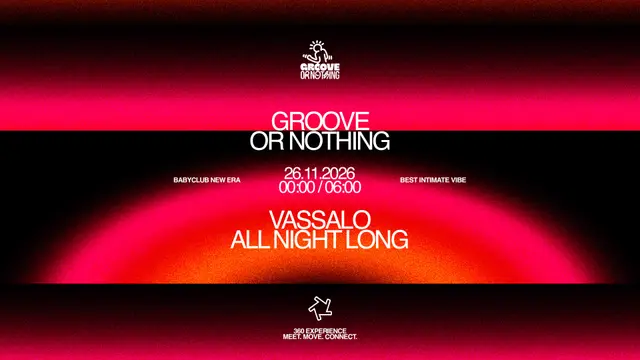 GROOVE
OR NOTHING
GROOVE
OR NOTHING
26.11.2026
00:00 / 06:00
BABYCLUB NEW ERA
BEST INTIMATE VIBE
VASSALO
ALL NIGHT LONG
360 EXPERIENCE
MEET. MOVE. CONNECT.